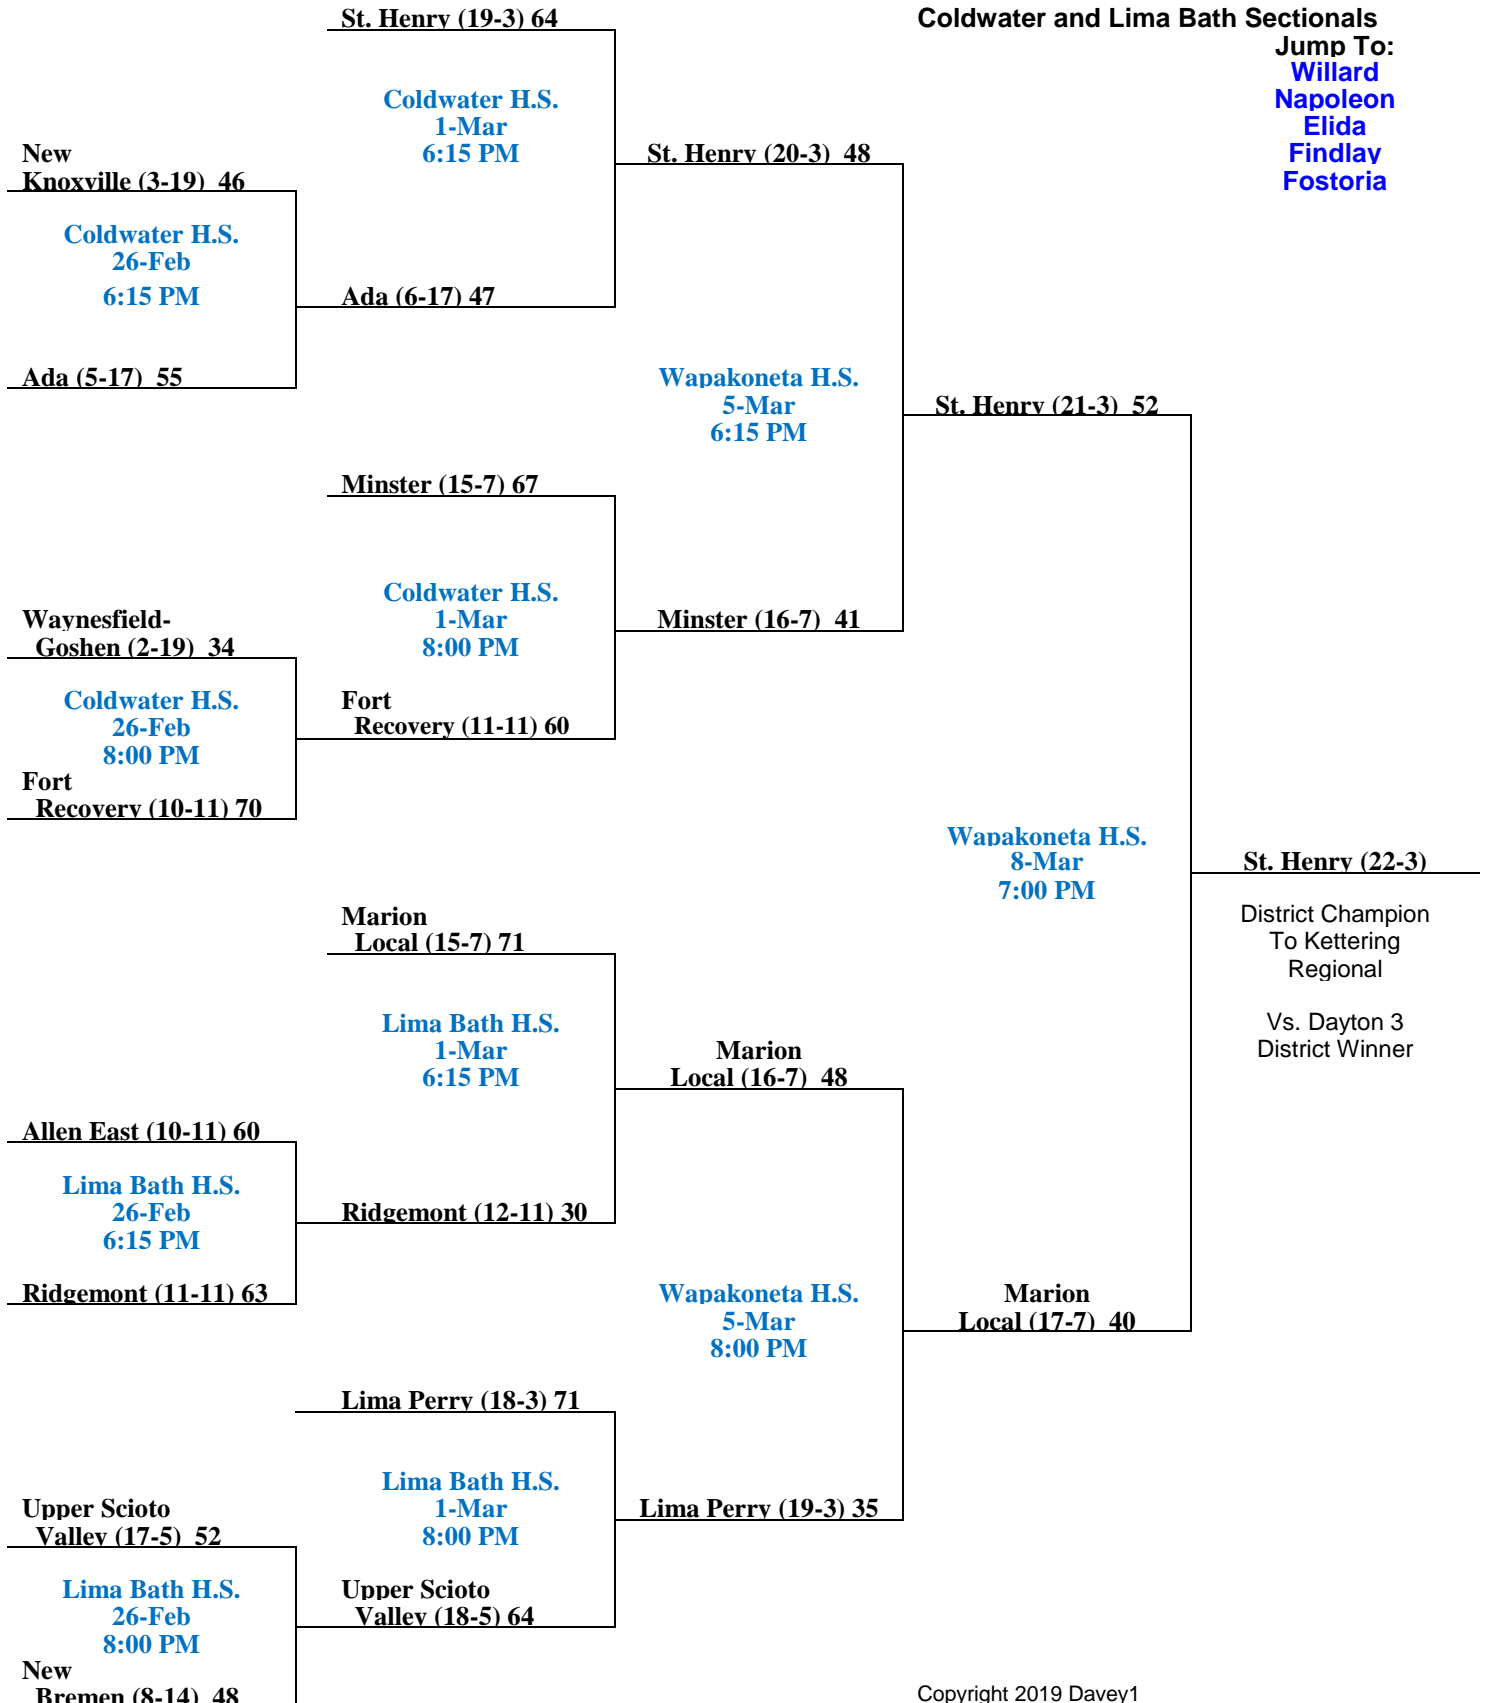 St. Henry (19-3) 64
Coldwater and Lima Bath Sectionals
Jump To:
Willard
Napoleon
Elida
Findlay
Fostoria
Coldwater H.S.
1-Mar
6:15 PM
New
Knoxville (3-19) 46
St. Henry (20-3) 48
Coldwater H.S.
26-Feb
6:15 PM
Ada (6-17) 47
Ada (5-17) 55
Wapakoneta H.S.
5-Mar
6:15 PM
St. Henry (21-3) 52
Minster (15-7) 67
Coldwater H.S.
1-Mar
8:00 PM
Waynesfield-
Goshen (2-19) 34
Minster (16-7) 41
Coldwater H.S.
26-Feb
8:00 PM
Fort
Recovery (11-11) 60
Fort
Recovery (10-11) 70
Wapakoneta H.S.
8-Mar
7:00 PM
St. Henry (22-3)
District Champion
To Kettering
Regional
Vs. Dayton 3
District Winner
Marion
Local (15-7) 71
Lima Bath H.S.
1-Mar
6:15 PM
Marion
Local (16-7) 48
Allen East (10-11) 60
Lima Bath H.S.
26-Feb
6:15 PM
Ridgemont (12-11) 30
Ridgemont (11-11) 63
Wapakoneta H.S.
5-Mar
8:00 PM
Marion
Local (17-7) 40
Lima Perry (18-3) 71
Lima Bath H.S.
1-Mar
8:00 PM
Upper Scioto
Valley (17-5) 52
Lima Perry (19-3) 35
Lima Bath H.S.
26-Feb
8:00 PM
Upper Scioto
Valley (18-5) 64
New
Bremen (8-14) 48
Copyright 2019 Davey1